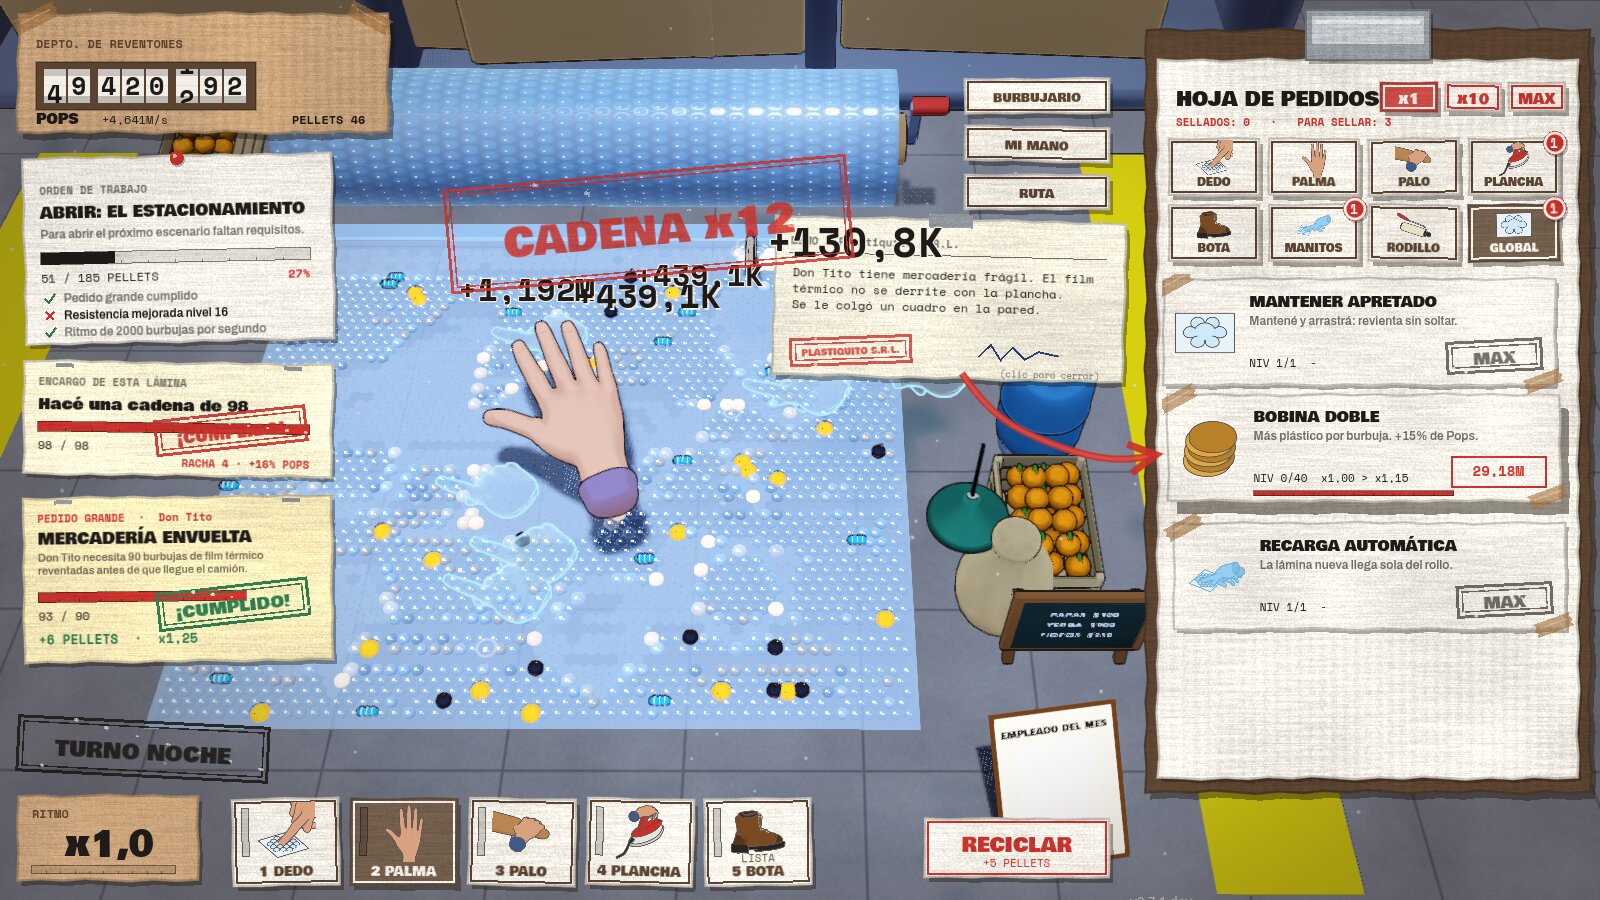 DEPTO. DE REVENTONES
POPS
+4,641M/s
PELLETS 46
ORDEN DE TRABAJO
ABRIR: EL ESTACIONAMIENTO
Para abrir el próximo escenario faltan requisitos.
51 / 185 PELLETS
27%
Pedido grande cumplido
Resistencia mejorada nivel 16
Ritmo de 2000 burbujas por segundo
ENCARGO DE ESTA LÁMINA
Hacé una cadena de 98
98 / 98
RACHA 4 · +16% POPS
PEDIDO GRANDE · Don Tito
MERCADERÍA ENVUELTA
Don Tito necesita 90 burbujas de film térmico
reventadas antes de que llegue el camión.
¡CUMPLIDO!
93 / 90
+6 PELLETS · x1,25
TURNO NOCHE
RITMO
x1,0
1 DEDO
2 PALMA
3 PALO
4 PLANCHA
LISTA
5 BOTA
CADENA x12
+130,8K
+439,1K
+1,192M
+439,1K
BURBUJARIO
MI MANO
RUTA
Don Tito tiene mercadería frágil. El film
térmico no se derrite con la plancha.
Se le colgó un cuadro en la pared.
PLASTIQUITO S.R.L.
(clic para cerrar)
EMPLEADO DEL MES
RECICLAR
+5 PELLETS
HOJA DE PEDIDOS
x1
x10
MAX
SELLADOS: 0 · PARA SELLAR: 3
DEDO
PALMA
PALO
PLANCHA
1
BOTA
MANITOS
1
RODILLO
GLOBAL
1
MANTENER APRETADO
Mantené y arrastrá: revienta sin soltar.
NIV 1/1 -
MAX
BOBINA DOBLE
Más plástico por burbuja. +15% de Pops.
NIV 0/40 x1,00 > x1,15
29,18M
RECARGA AUTOMÁTICA
La lámina nueva llega sola del rollo.
NIV 1/1 -
MAX